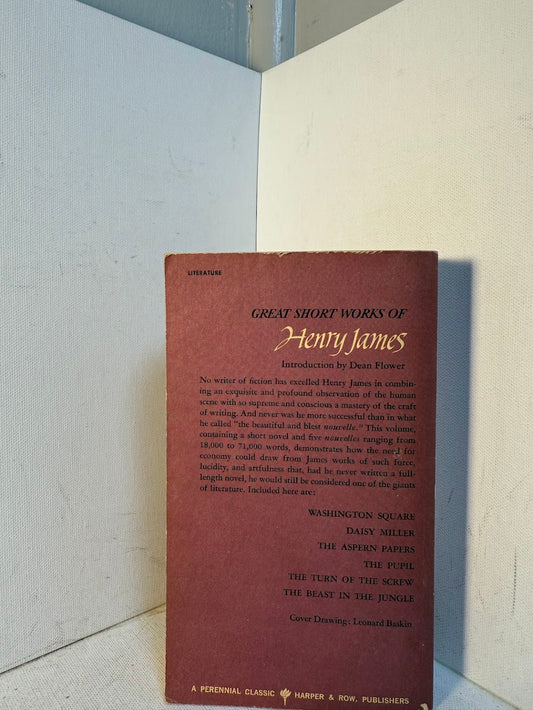 LITERATURE
GREAT SHORT WORKS OF
Henry James
Introduction by Dean Flower
No writer of fiction has excelled Henry James in combin-
ing an exquisite and profound observation of the human
scene with so supreme and conscious a mastery of the craft
of writing. And never was he more successful than in what
he called "the beautiful and blest nouvelle." This volume,
containing a short novel and five nouvelles ranging from
18,000 to 71,000 words, demonstrates how the need for
economy could draw from James works of such force,
lucidity, and artfulness that, had he never written a full-
length novel, he would still be considered one of the giants
of literature. Included here are:
WASHINGTON SQUARE
DAISY MILLER
THE ASPERN PAPERS
THE PUPIL
THE TURN OF THE SCREW
THE BEAST IN THE JUNGLE
Cover Drawing: Leonard Baskin
A PERENNIAL CLASSIC HARPER & ROW, PUBLISHERS